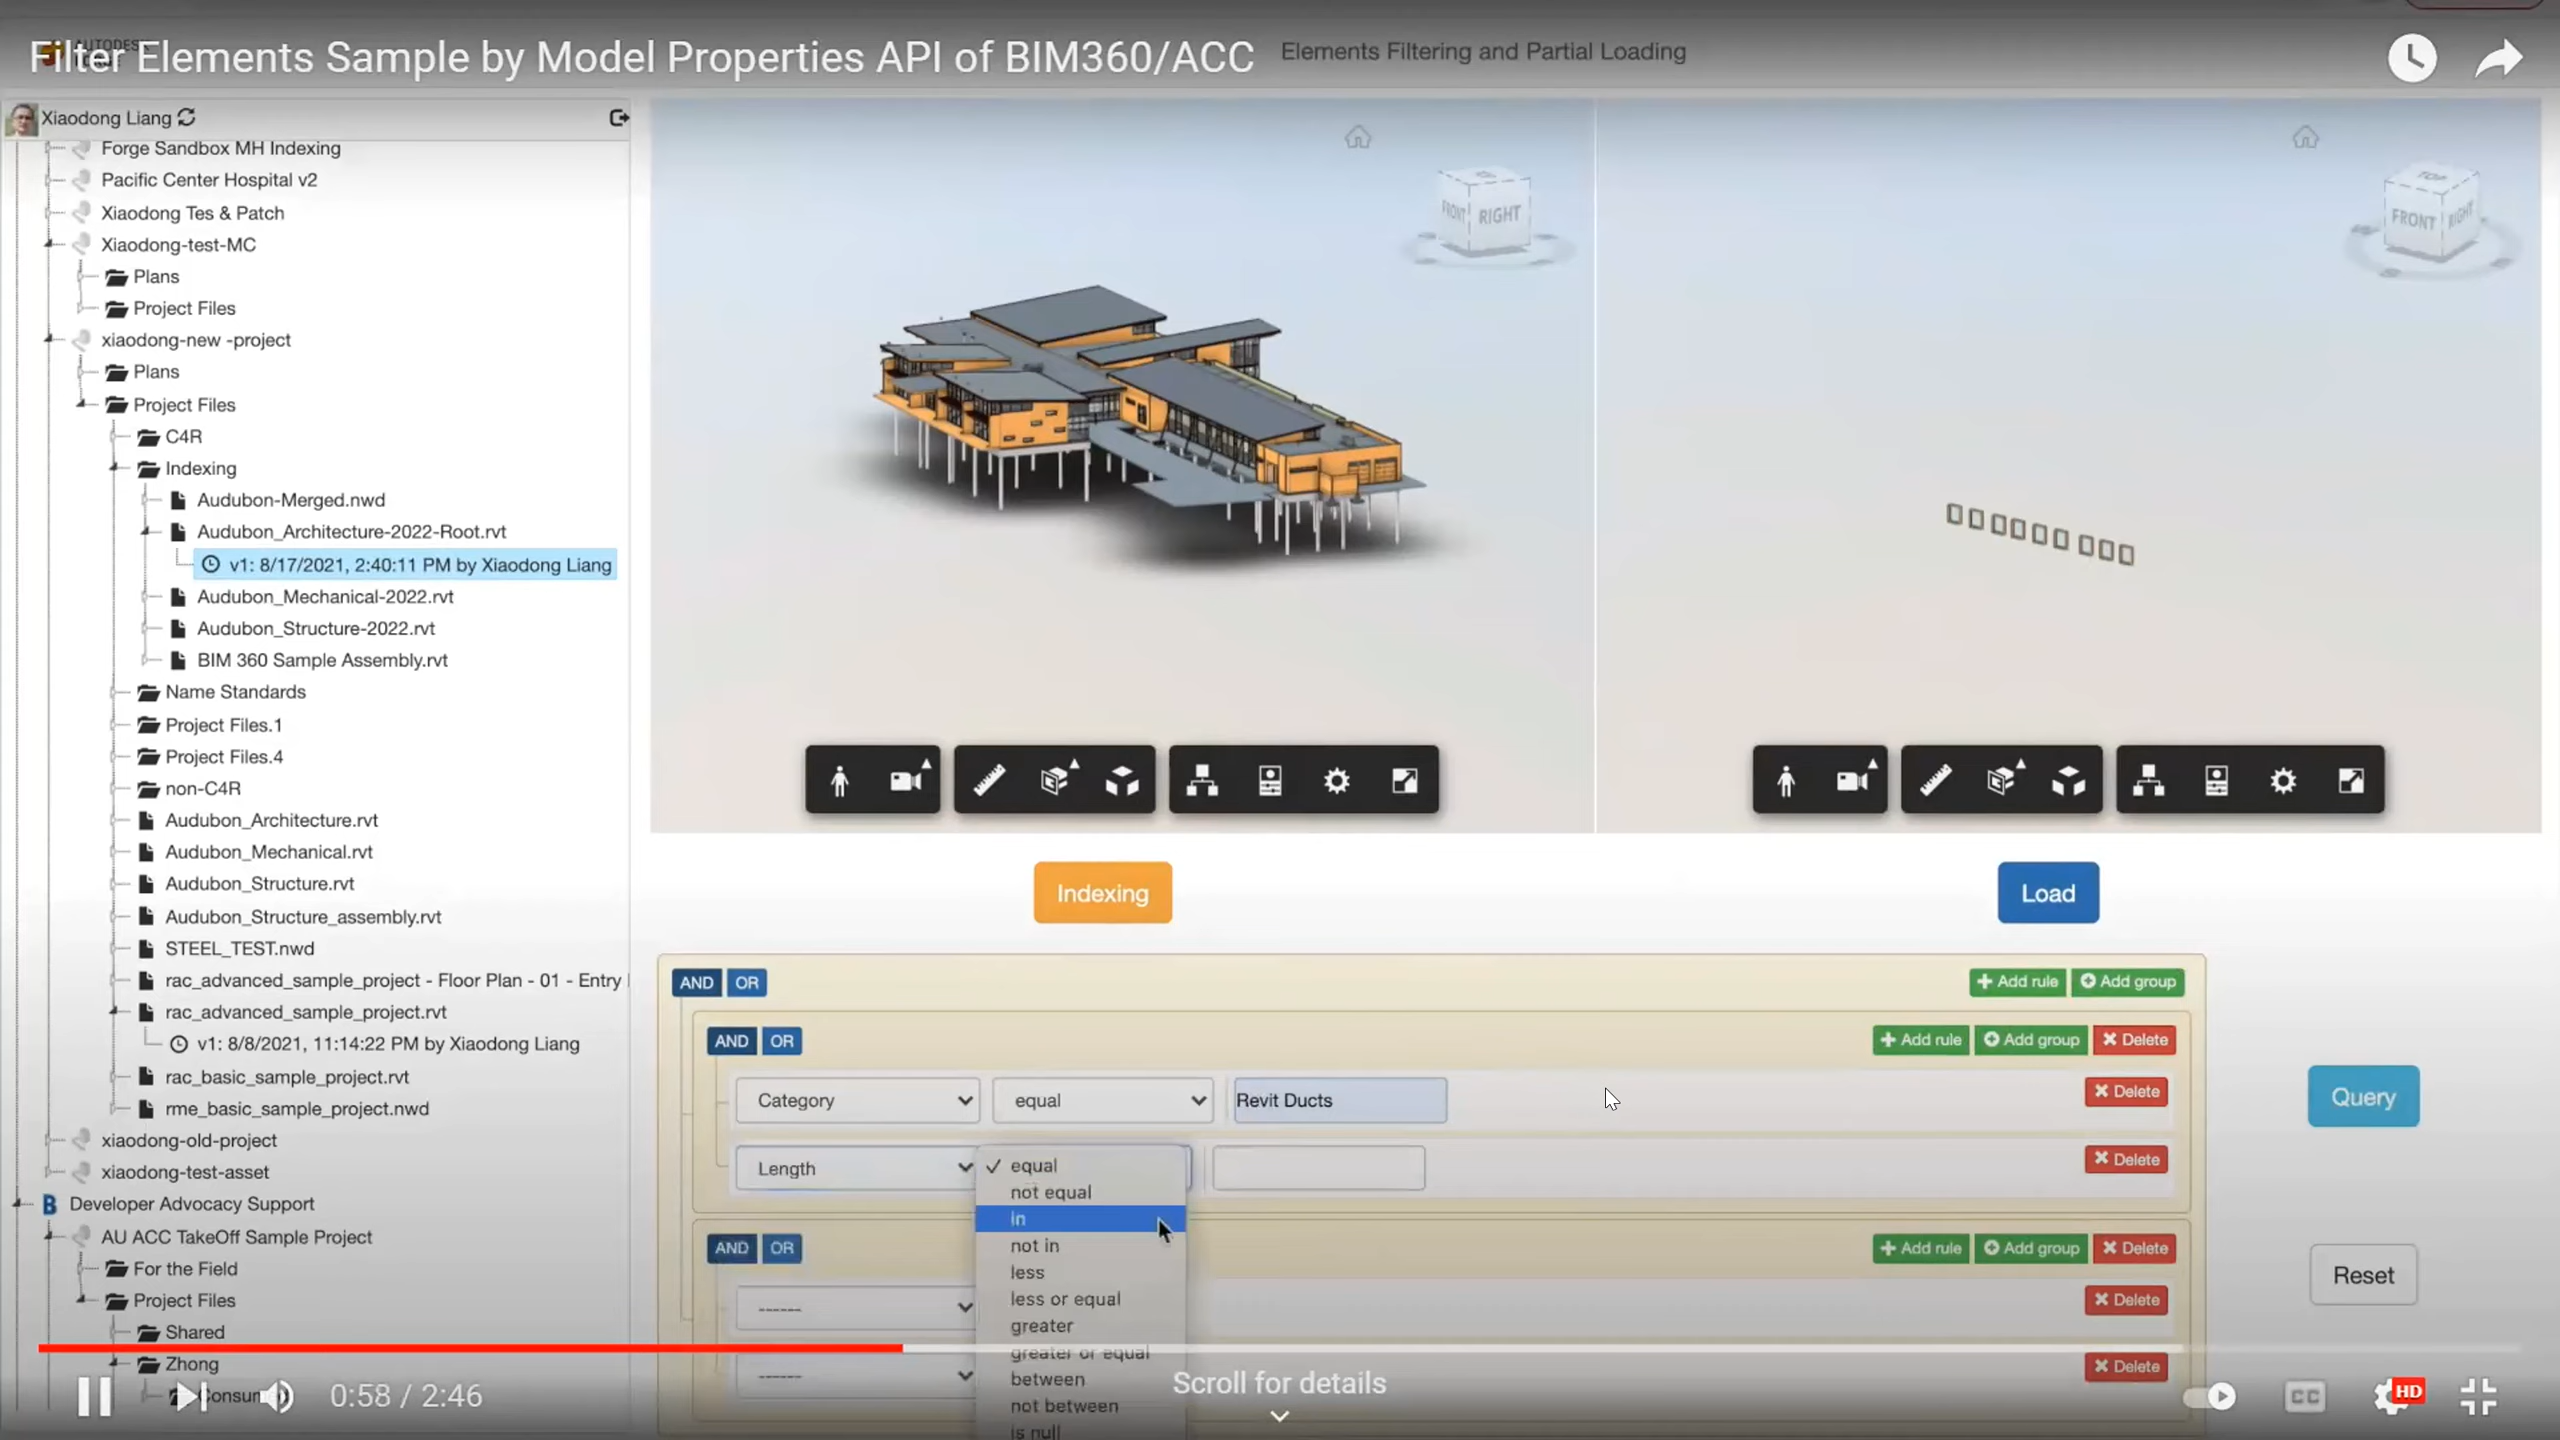 Filter Elements Sample by Model Properties API of BIM360/ACC
Elements Filtering and Partial Loading
Xiaodong Liang
Forge Sandbox MH Indexing
Pacific Center Hospital v2
Xiaodong Tes & Patch
Xiaodong-test-MC
Plans
Project Files
xiaodong-new -project
Plans
Project Files
C4R
Indexing
Audubon-Merged.nwd
Audubon_Architecture-2022-Root.rvt
v1: 8/17/2021, 2:40:11 PM by Xiaodong Liang
Audubon_Mechanical-2022.rvt
Audubon_Structure-2022.rvt
BIM 360 Sample Assembly.rvt
Name Standards
Project Files.1
Project Files.4
non-C4R
Audubon_Architecture.rvt
Audubon_Mechanical.rvt
Audubon_Structure.rvt
Audubon_Structure_assembly.rvt
STEEL_TEST.nwd
rac_advanced_sample_project - Floor Plan - 01 - Entry
rac_advanced_sample_project.rvt
v1: 8/8/2021, 11:14:22 PM by Xiaodong Liang
rac_basic_sample_project.rvt
rme_basic_sample_project.nwd
xiaodong-old-project
xiaodong-test-asset
B Developer Advocacy Support
AU ACC TakeOff Sample Project
For the Field
Project Files
Shared
Zhong
FRONT RIGHT
TOP
FRONT RIGHT
Indexing
Load
AND OR
Add rule Add group
AND OR
Add rule Add group Delete
Category equal Revit Ducts
Delete
Length
Delete
equal
not equal
in
not in
less
less or equal
greater
greater or equal
between
not between
is null
AND OR
Add rule Add group Delete
------
Delete
------
Delete
Query
Reset
0:58 / 2:46
Scroll for details
CC
HD